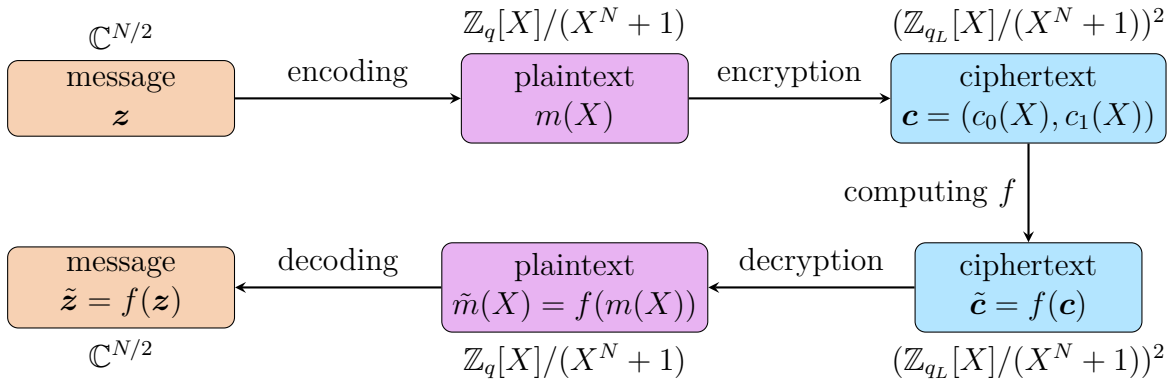 ℂ^{N/2}
ℤ_q[X]/(X^N + 1)
(ℤ_{q_L}[X]/(X^N + 1))^2
message
z
encoding
plaintext
m(X)
encryption
ciphertext
c = (c_0(X), c_1(X))
computing f
message
z̃ = f(z)
decoding
plaintext
m̃(X) = f(m(X))
decryption
ciphertext
c̃ = f(c)
ℂ^{N/2}
ℤ_q[X]/(X^N + 1)
(ℤ_{q_L}[X]/(X^N + 1))^2